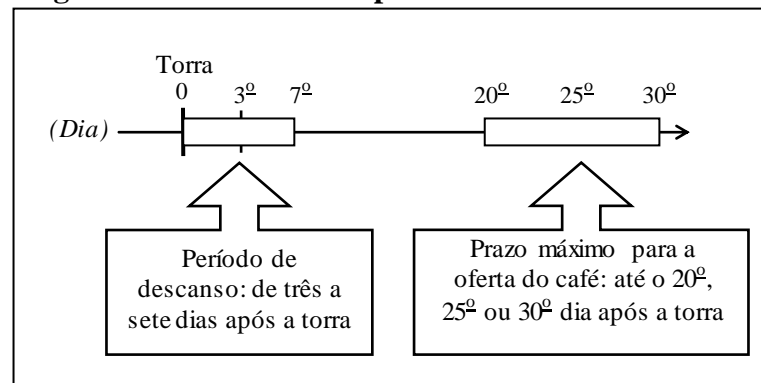 Torra
0 3º 7º 20º 25º 30º
(Dia)
Período de
descanso: de três a
sete dias após a torra
Prazo máximo para a
oferta do café: até o 20º,
25º ou 30º dia após a torra